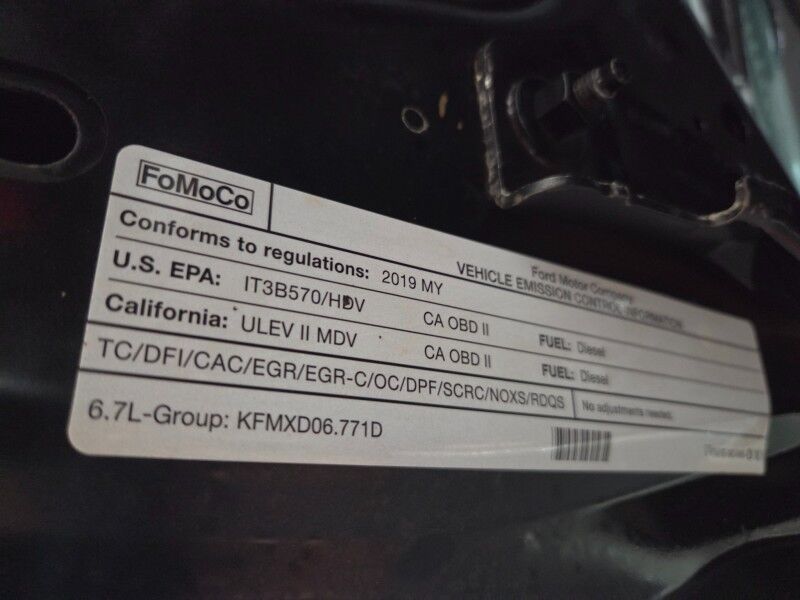 FoMoCo
Ford Motor Company
VEHICLE EMISSION CONTROL INFORMATION
Conforms to regulations: 2019 MY
U.S. EPA: IT3B570/HDV CA OBD II FUEL: Diesel
California: ULEV II MDV CA OBD II FUEL: Diesel
TC/DFI/CAC/EGR/EGR-C/OC/DPF/SCRC/NOXS/RDQS No adjustments needed.
6.7L-Group: KFMXD06.771D